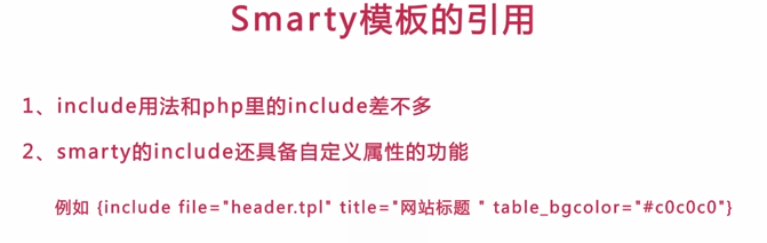 Smarty模板的引用
1、include用法和php里的include差不多
2、smarty的include还具备自定义属性的功能
例如 {include file="header.tpl" title="网站标题 " table_bgcolor="#c0c0c0"}